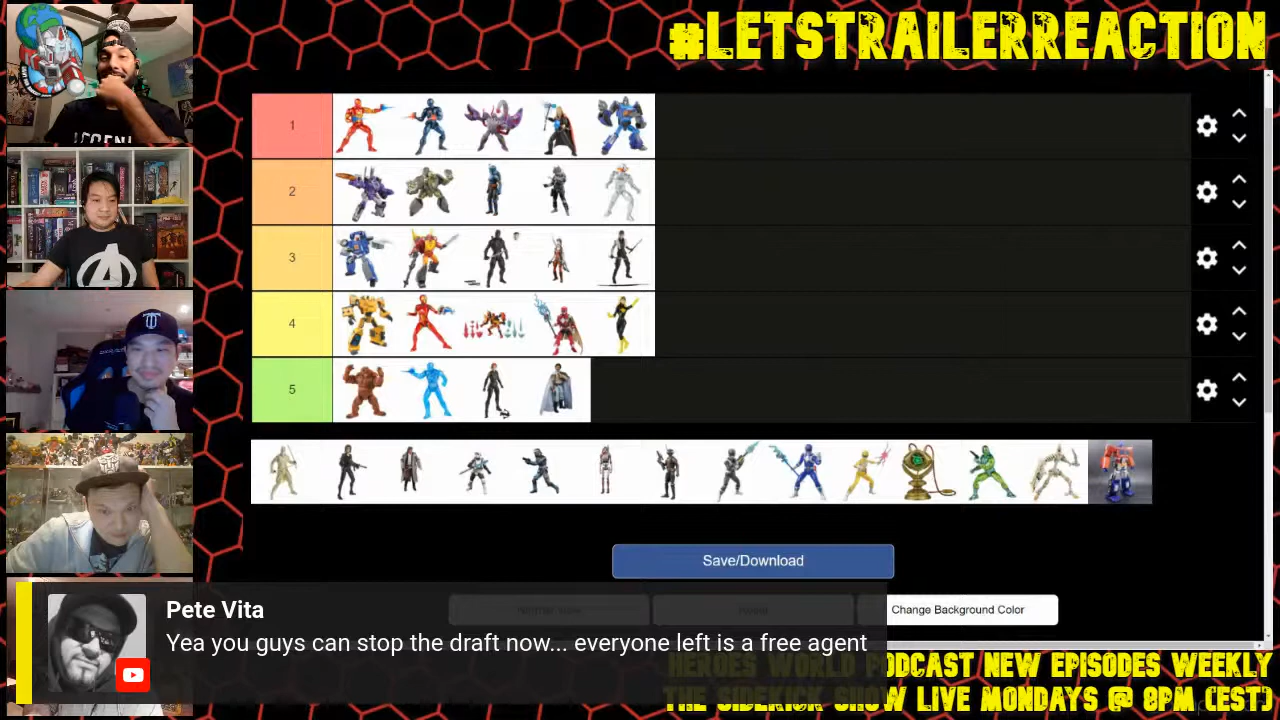 #LETSTRAILERREACTION
LEGEND
1
2
3
4
5
Save/Download
Change Background Color
Pete Vita
Yea you guys can stop the draft now... everyone left is a free agent
HEROES WORLD PODCAST NEW EPISODES WEEKLY
THE SIDEKICK SHOW LIVE MONDAYS @ 8PM (CEST)